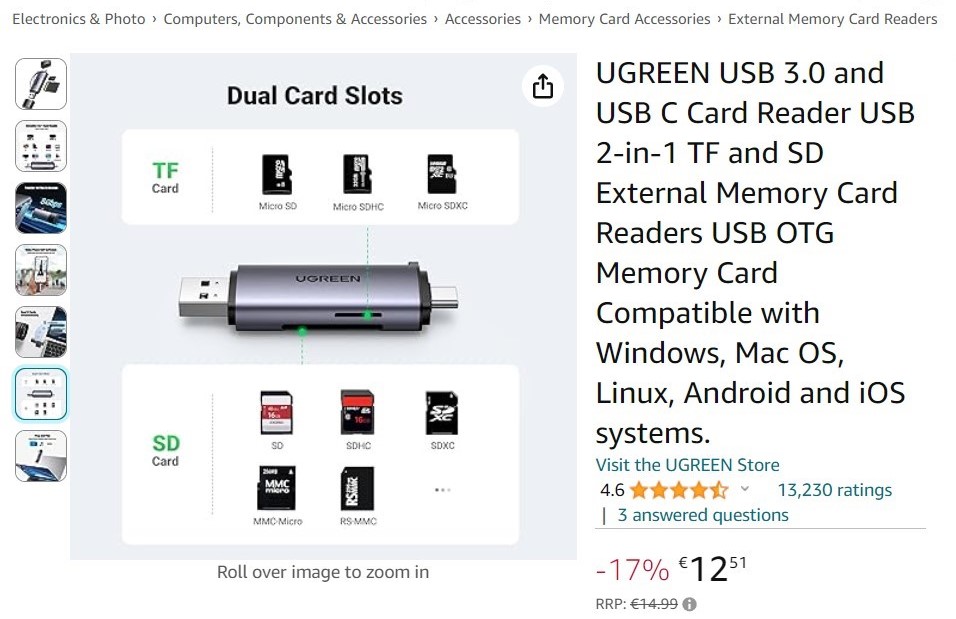 Electronics & Photo › Computers, Components & Accessories › Accessories › Memory Card Accessories › External Memory Card Readers
Dual Card Slots
TF
Card
Micro SD
Micro SDHC
Micro SDXC
UGREEN
SD
Card
SD
SDHC
SDXC
MMC
micro
RS-MMC
MMC-Micro
RS-MMC
Roll over image to zoom in
UGREEN USB 3.0 and
USB C Card Reader USB
2-in-1 TF and SD
External Memory Card
Readers USB OTG
Memory Card
Compatible with
Windows, Mac OS,
Linux, Android and iOS
systems.
Visit the UGREEN Store
4.6
13,230 ratings
| 3 answered questions
-17% €12 51
RRP: €14.99